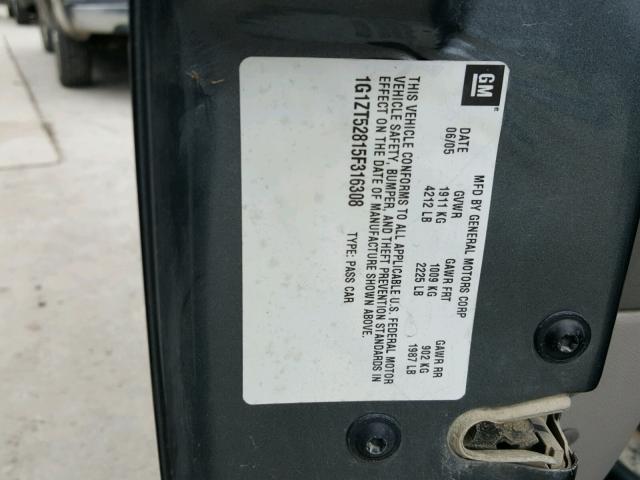 GM
MFD BY GENERAL MOTORS CORP
DATE GVWR GAWR FRT GAWR RR
06/05 1911 KG 1009 KG 902 KG
4212 LB 2225 LB 1987 LB
THIS VEHICLE CONFORMS TO ALL APPLICABLE U.S. FEDERAL MOTOR
VEHICLE SAFETY, BUMPER, AND THEFT PREVENTION STANDARDS IN
EFFECT ON THE DATE OF MANUFACTURE SHOWN ABOVE.
1G1ZT52815F316308 TYPE: PASS CAR